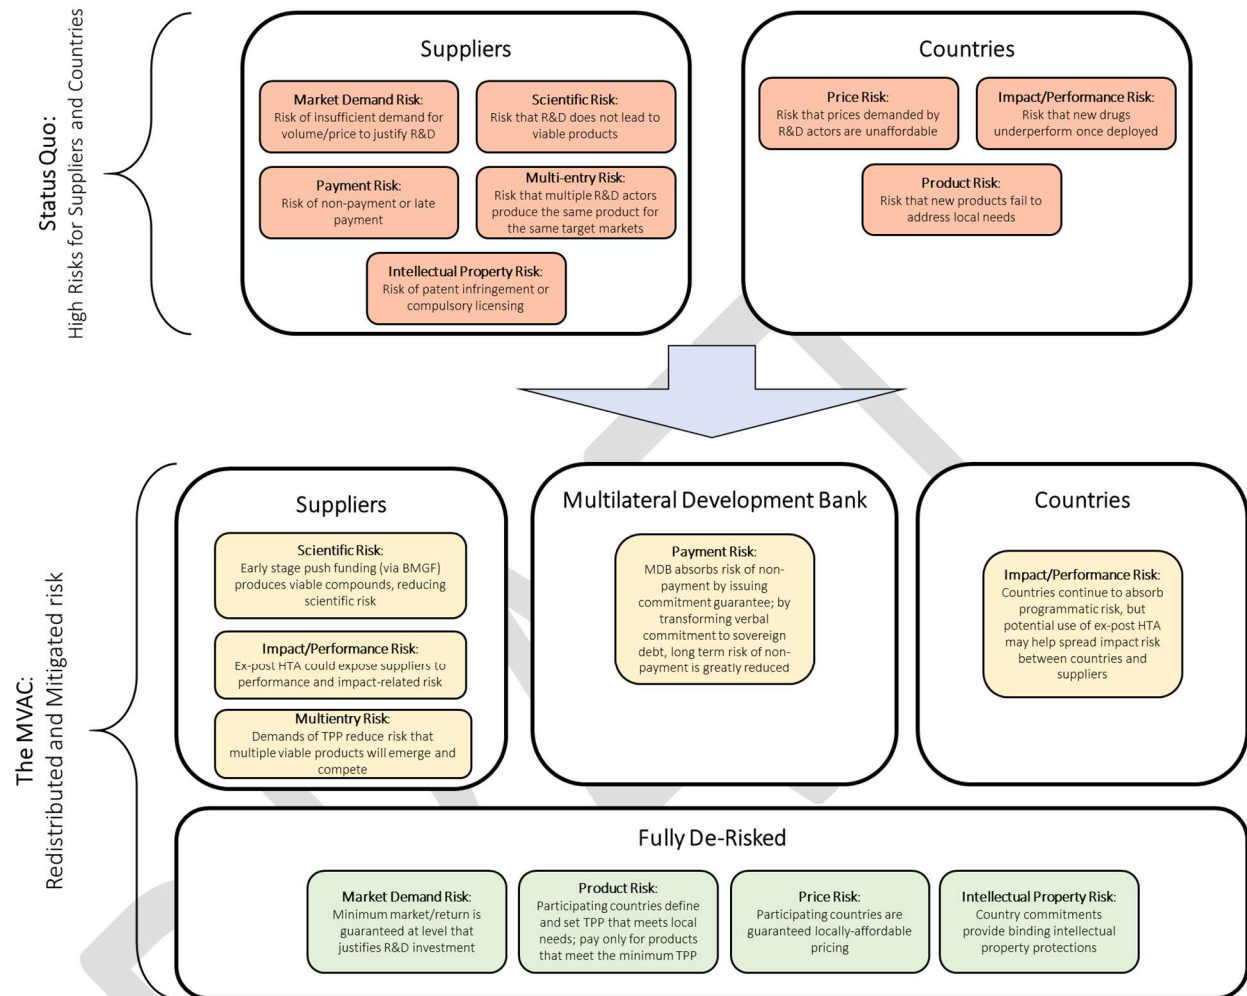 Status Quo:
High Risks for Suppliers and Countries
Suppliers
Market Demand Risk:
Risk of insufficient demand for
volume/price to justify R&D
Scientific Risk:
Risk that R&D does not lead to
viable products
Payment Risk:
Risk of non-payment or late
payment
Multi-entry Risk:
Risk that multiple R&D actors
produce the same product for
the same target markets
Intellectual Property Risk:
Risk of patent infringement or
compulsory licensing
Countries
Price Risk:
Risk that prices demanded by
R&D actors are unaffordable
Impact/Performance Risk:
Risk that new drugs
underperform once deployed
Product Risk:
Risk that new products fail to
address local needs
The MVAC:
Redistributed and Mitigated risk
Suppliers
Scientific Risk:
Early stage push funding (via BMGF)
produces viable compounds, reducing
scientific risk
Impact/Performance Risk:
Ex-post HTA could expose suppliers to
performance and impact-related risk
Multientry Risk:
Demands of TPP reduce risk that
multiple viable products will emerge and
compete
Multilateral Development Bank
Payment Risk:
MDB absorbs risk of non-
payment by issuing
commitment guarantee; by
transforming verbal
commitment to sovereign
debt, long term risk of non-
payment is greatly reduced
Countries
Impact/Performance Risk:
Countries continue to absorb
programmatic risk, but
potential use of ex-post HTA
may help spread impact risk
between countries and
suppliers
Fully De-Risked
Market Demand Risk:
Minimum market/return is
guaranteed at level that
justifies R&D investment
Product Risk:
Participating countries define
and set TPP that meets local
needs; pay only for products
that meet the minimum TPP
Price Risk:
Participating countries are
guaranteed locally-affordable
pricing
Intellectual Property Risk:
Country commitments
provide binding intellectual
property protections